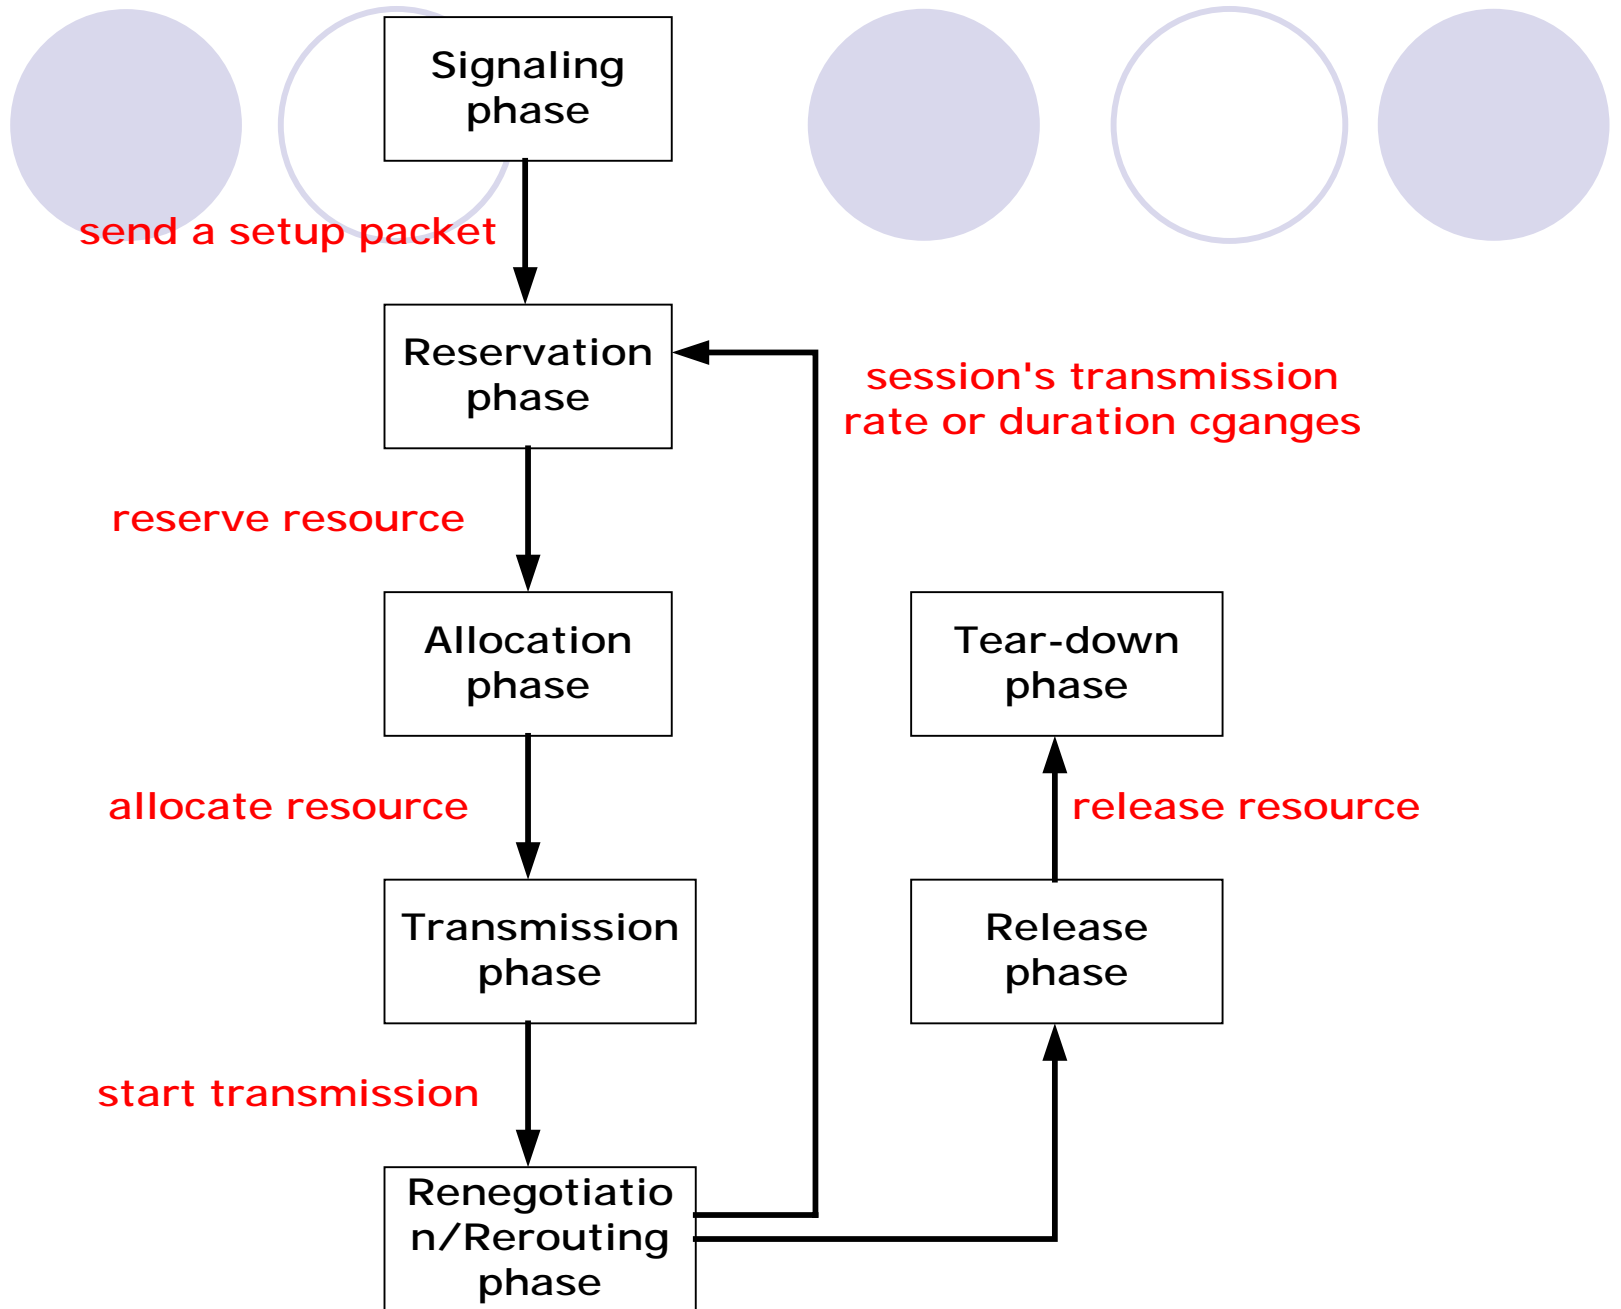 Signaling
phase
send a setup packet
Reservation
phase
session's transmission
rate or duration cganges
reserve resource
Allocation
phase
Tear-down
phase
allocate resource
release resource
Transmission
phase
Release
phase
start transmission
Renegotiatio
n/Rerouting
phase